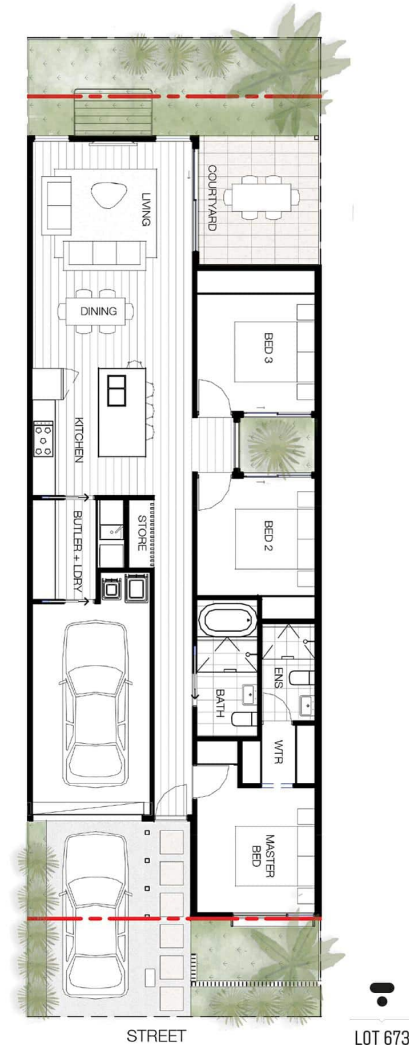 LIVING
COURTYARD
DINING
BED 3
KITCHEN
BUTLER + LDRY
STORE
BED 2
BATH
ENS
WTR
MASTER
BED
STREET
LOT 673